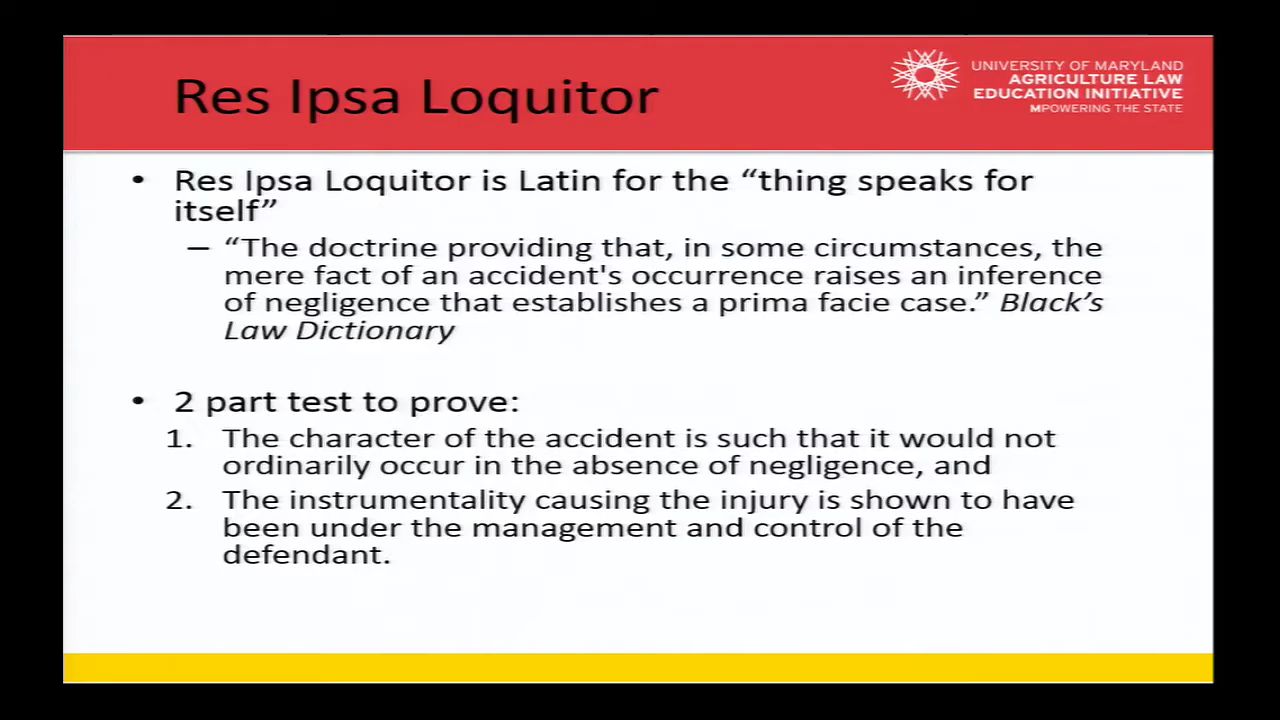 Res Ipsa Loquitor
UNIVERSITY OF MARYLAND
AGRICULTURE LAW
EDUCATION INITIATIVE
MPOWERING THE STATE
• Res Ipsa Loquitor is Latin for the “thing speaks for
itself”
– “The doctrine providing that, in some circumstances, the
mere fact of an accident's occurrence raises an inference
of negligence that establishes a prima facie case.” Black’s
Law Dictionary
• 2 part test to prove:
1. The character of the accident is such that it would not
ordinarily occur in the absence of negligence, and
2. The instrumentality causing the injury is shown to have
been under the management and control of the
defendant.